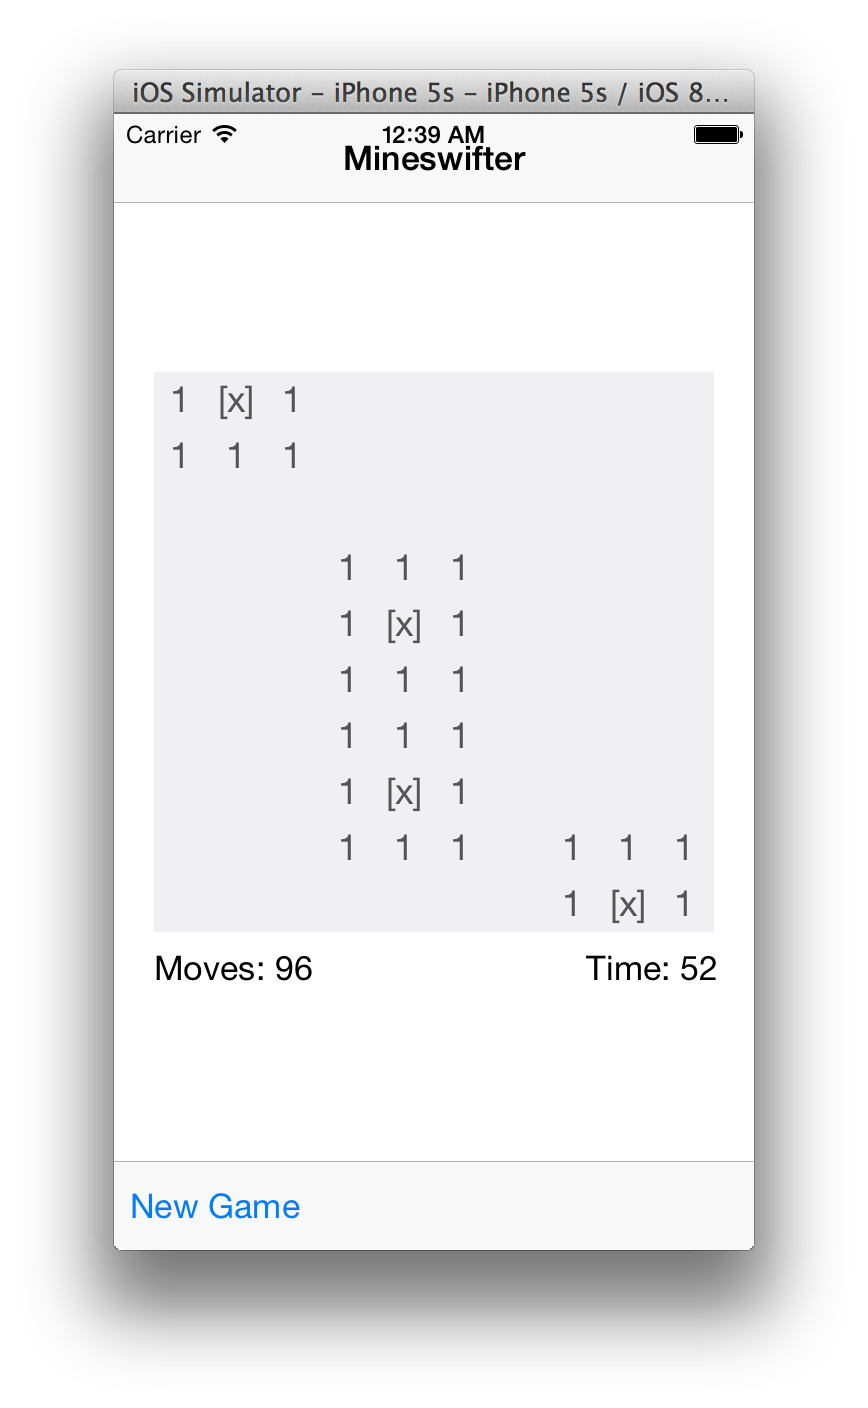 iOS Simulator - iPhone 5s - iPhone 5s / iOS 8...
Carrier 12:39 AM
Mineswifter
1 [x] 1
1 1 1
1 1 1
1 [x] 1
1 1 1
1 1 1
1 [x] 1
1 1 1 1 1 1
1 [x] 1
Moves: 96 Time: 52
New Game